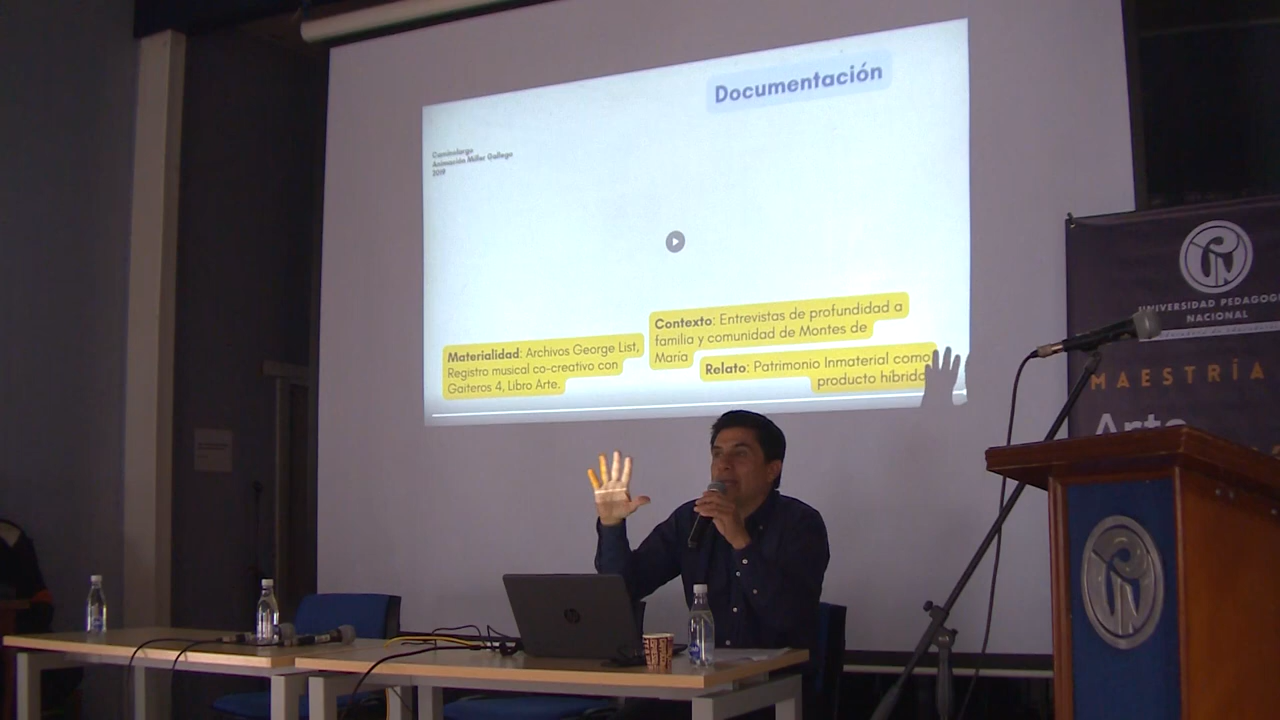 Documentación
Caminolargo
Animación Miller Gallego
2019
Materialidad: Archivos George List,
Registro musical co-creativo con
Gaiteros 4, Libro Arte.
Contexto: Entrevistas de profundidad a
familia y comunidad de Montes de
María
Relato: Patrimonio Inmaterial como
producto híbrido
UNIVERSIDAD PEDAGOG
NACIONAL
MAESTRÍA
Arte
hp